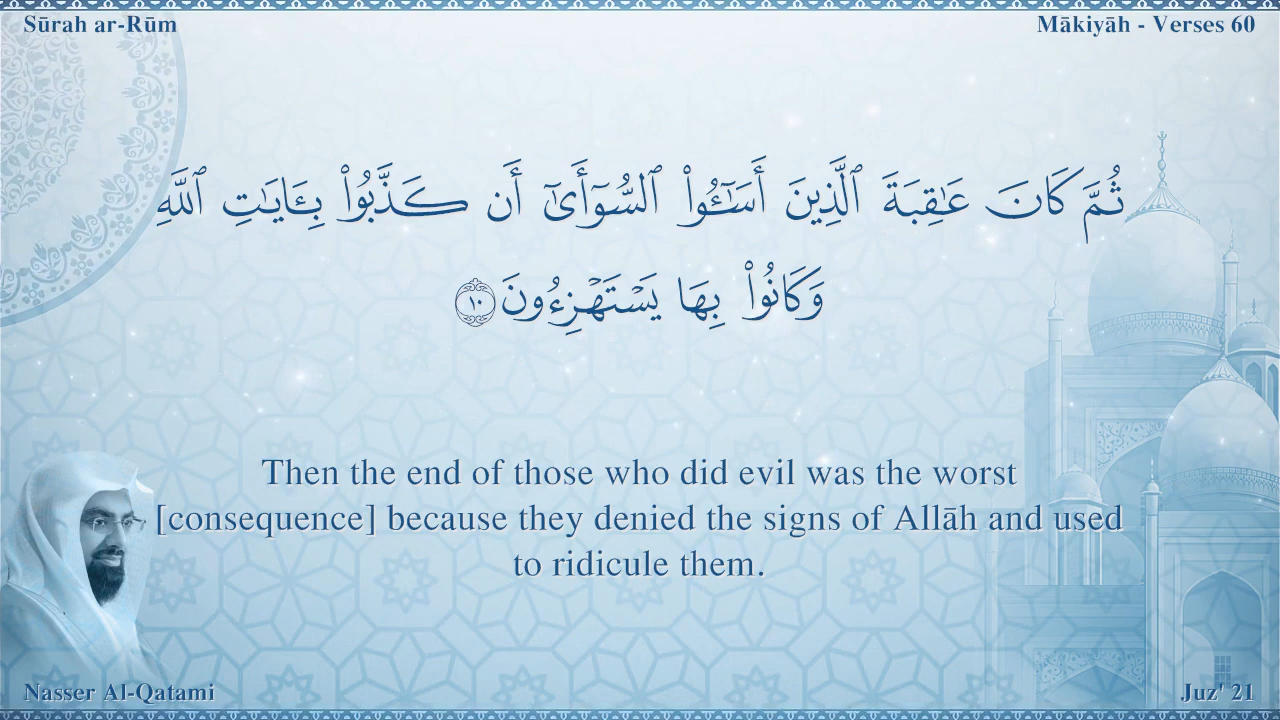 Sūrah ar-Rūm
Mākiyāh - Verses 60
ثُمَّ كَانَ عَـٰقِبَةَ ٱلَّذِينَ أَسَـٰٓـُٔوا۟ ٱلسُّوٓأَىٰٓ أَن كَذَّبُوا۟ بِـَٔايَـٰتِ ٱللَّهِ
وَكَانُوا۟ بِهَا يَسْتَهْزِءُونَ ١٠
Then the end of those who did evil was the worst
[consequence] because they denied the signs of Allāh and used
to ridicule them.
Nasser Al-Qatami
Juz' 21